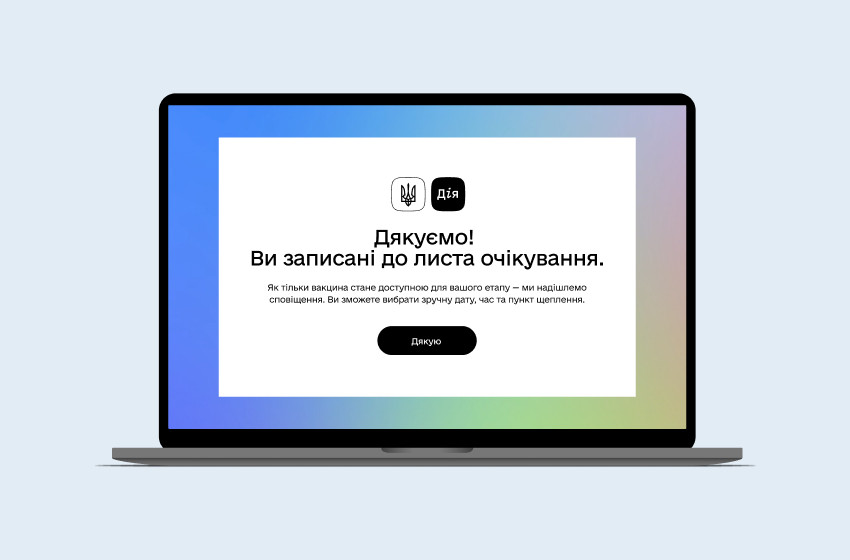 Дія
Дякуємо!
Ви записані до листа очікування.
Як тільки вакцина стане доступною для вашого етапу — ми надішлемо
сповіщення. Ви зможете вибрати зручну дату, час та пункт щеплення.
Дякую